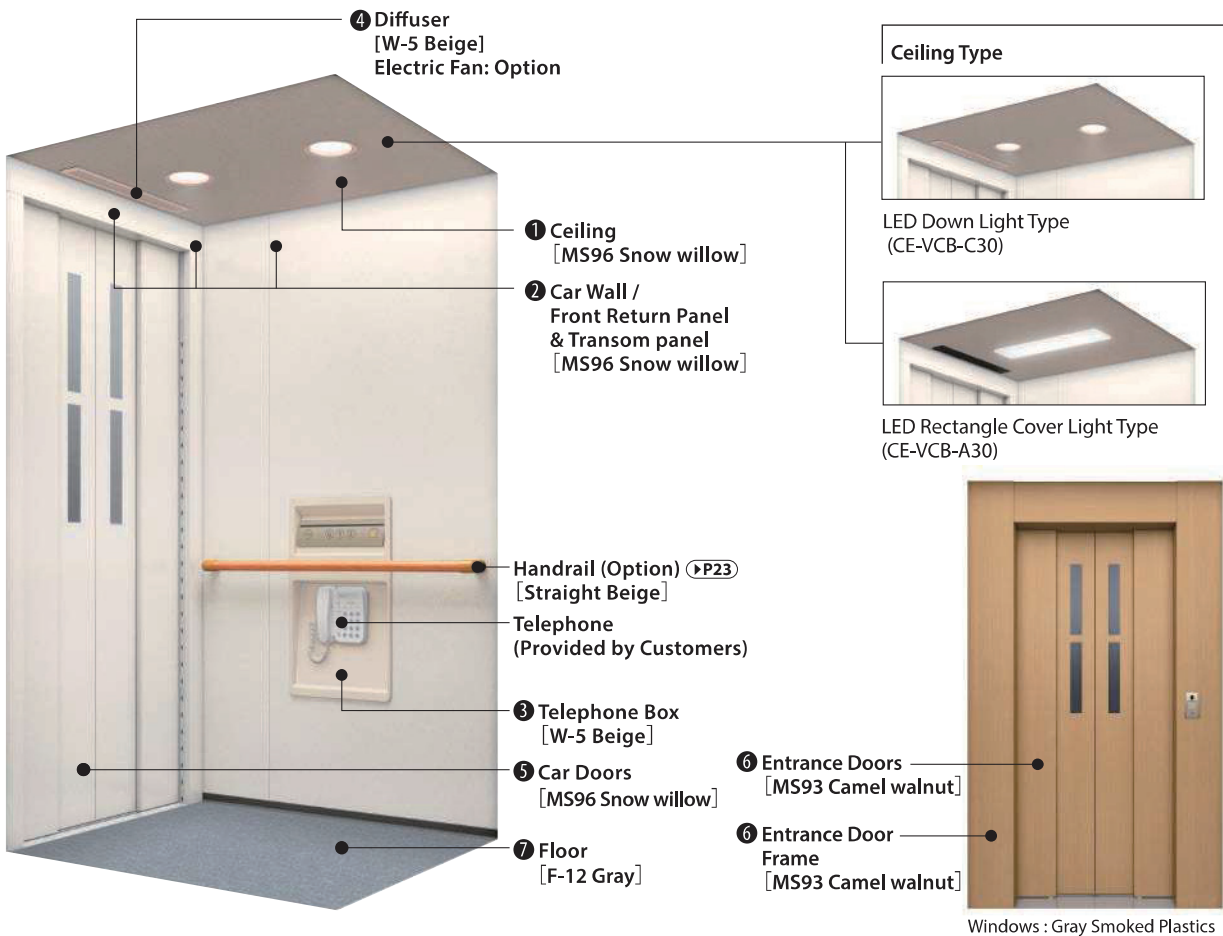 ❹ Diffuser
[W-5 Beige]
Electric Fan: Option
❶ Ceiling
[MS96 Snow willow]
❷ Car Wall /
Front Return Panel
& Transom panel
[MS96 Snow willow]
Handrail (Option) (▶P23)
[Straight Beige]
Telephone
(Provided by Customers)
❸ Telephone Box
[W-5 Beige]
❺ Car Doors
[MS96 Snow willow]
❼ Floor
[F-12 Gray]
Ceiling Type
LED Down Light Type
(CE-VCB-C30)
LED Rectangle Cover Light Type
(CE-VCB-A30)
❻ Entrance Doors
[MS93 Camel walnut]
❻ Entrance Door
Frame
[MS93 Camel walnut]
Windows : Gray Smoked Plastics